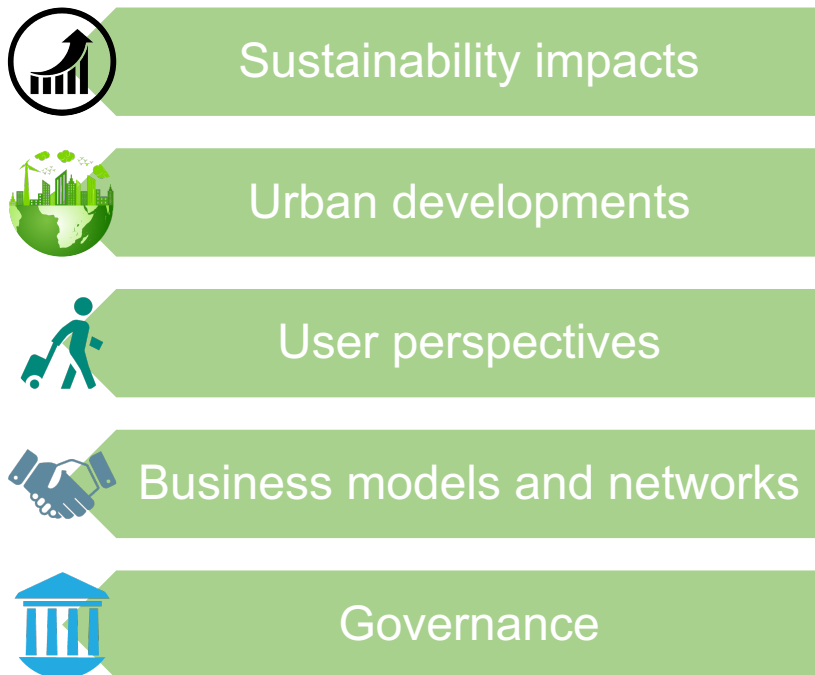 Sustainability impacts
Urban developments
User perspectives
Business models and networks
Governance